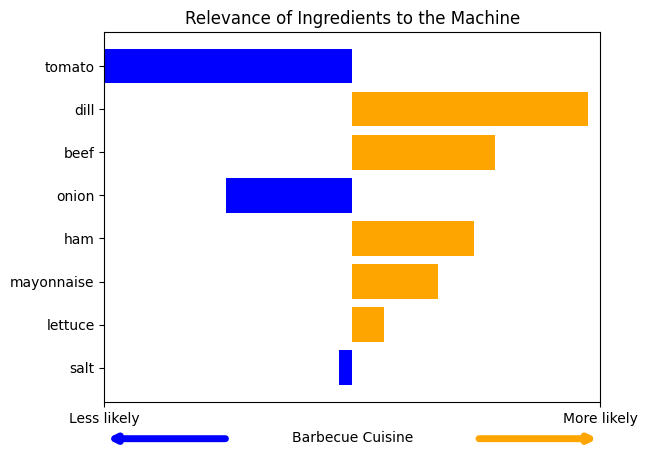 Relevance of Ingredients to the Machine
tomato
dill
beef
onion
ham
mayonnaise
lettuce
salt
Less likely
More likely
Barbecue Cuisine